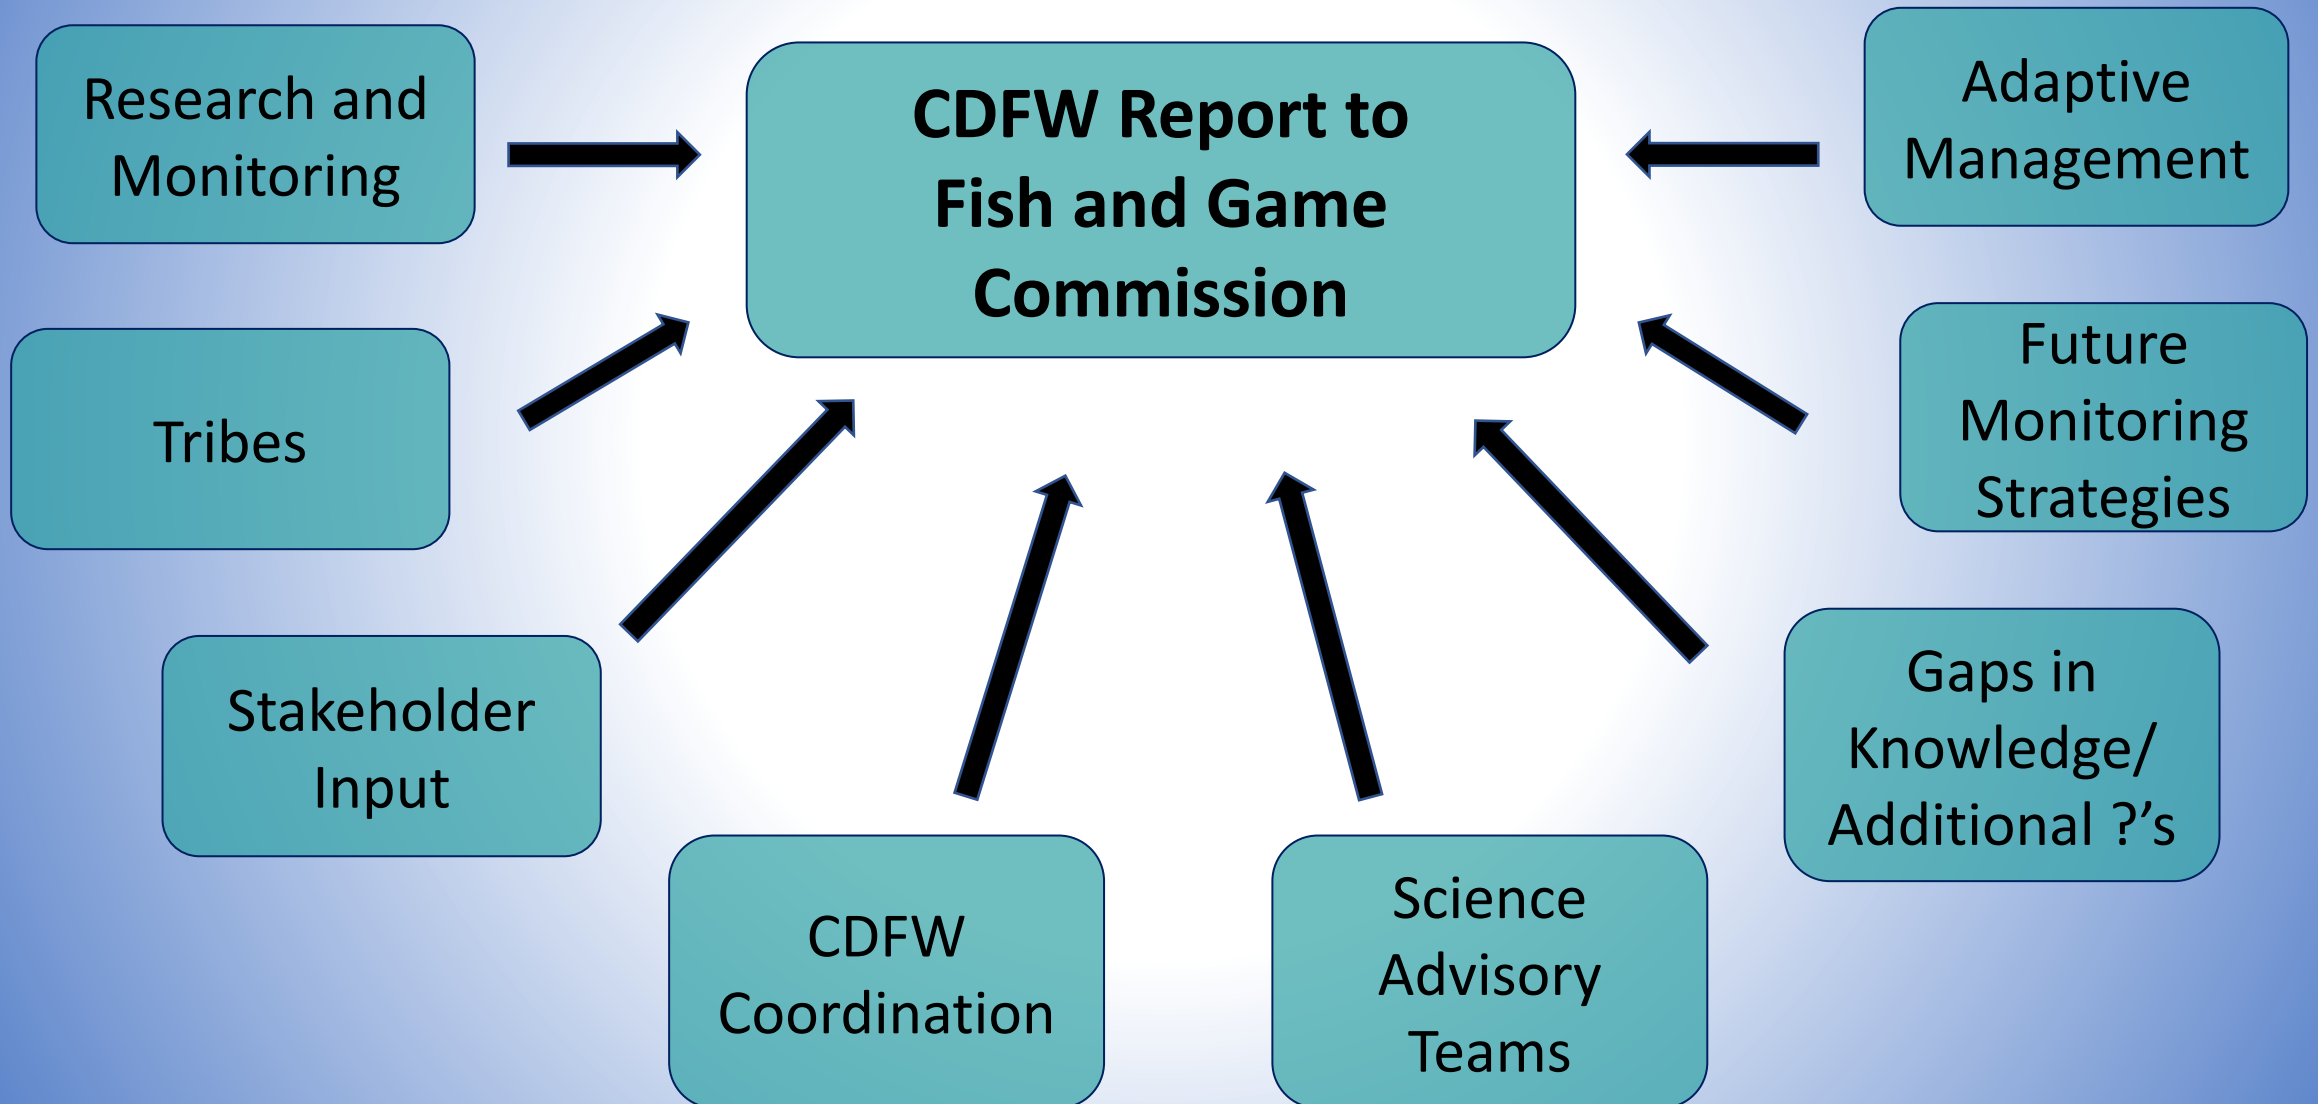 Research and
Monitoring
CDFW Report to
Fish and Game
Commission
Adaptive
Management
Tribes
Future
Monitoring
Strategies
Stakeholder
Input
Gaps in
Knowledge/
Additional ?’s
CDFW
Coordination
Science
Advisory
Teams